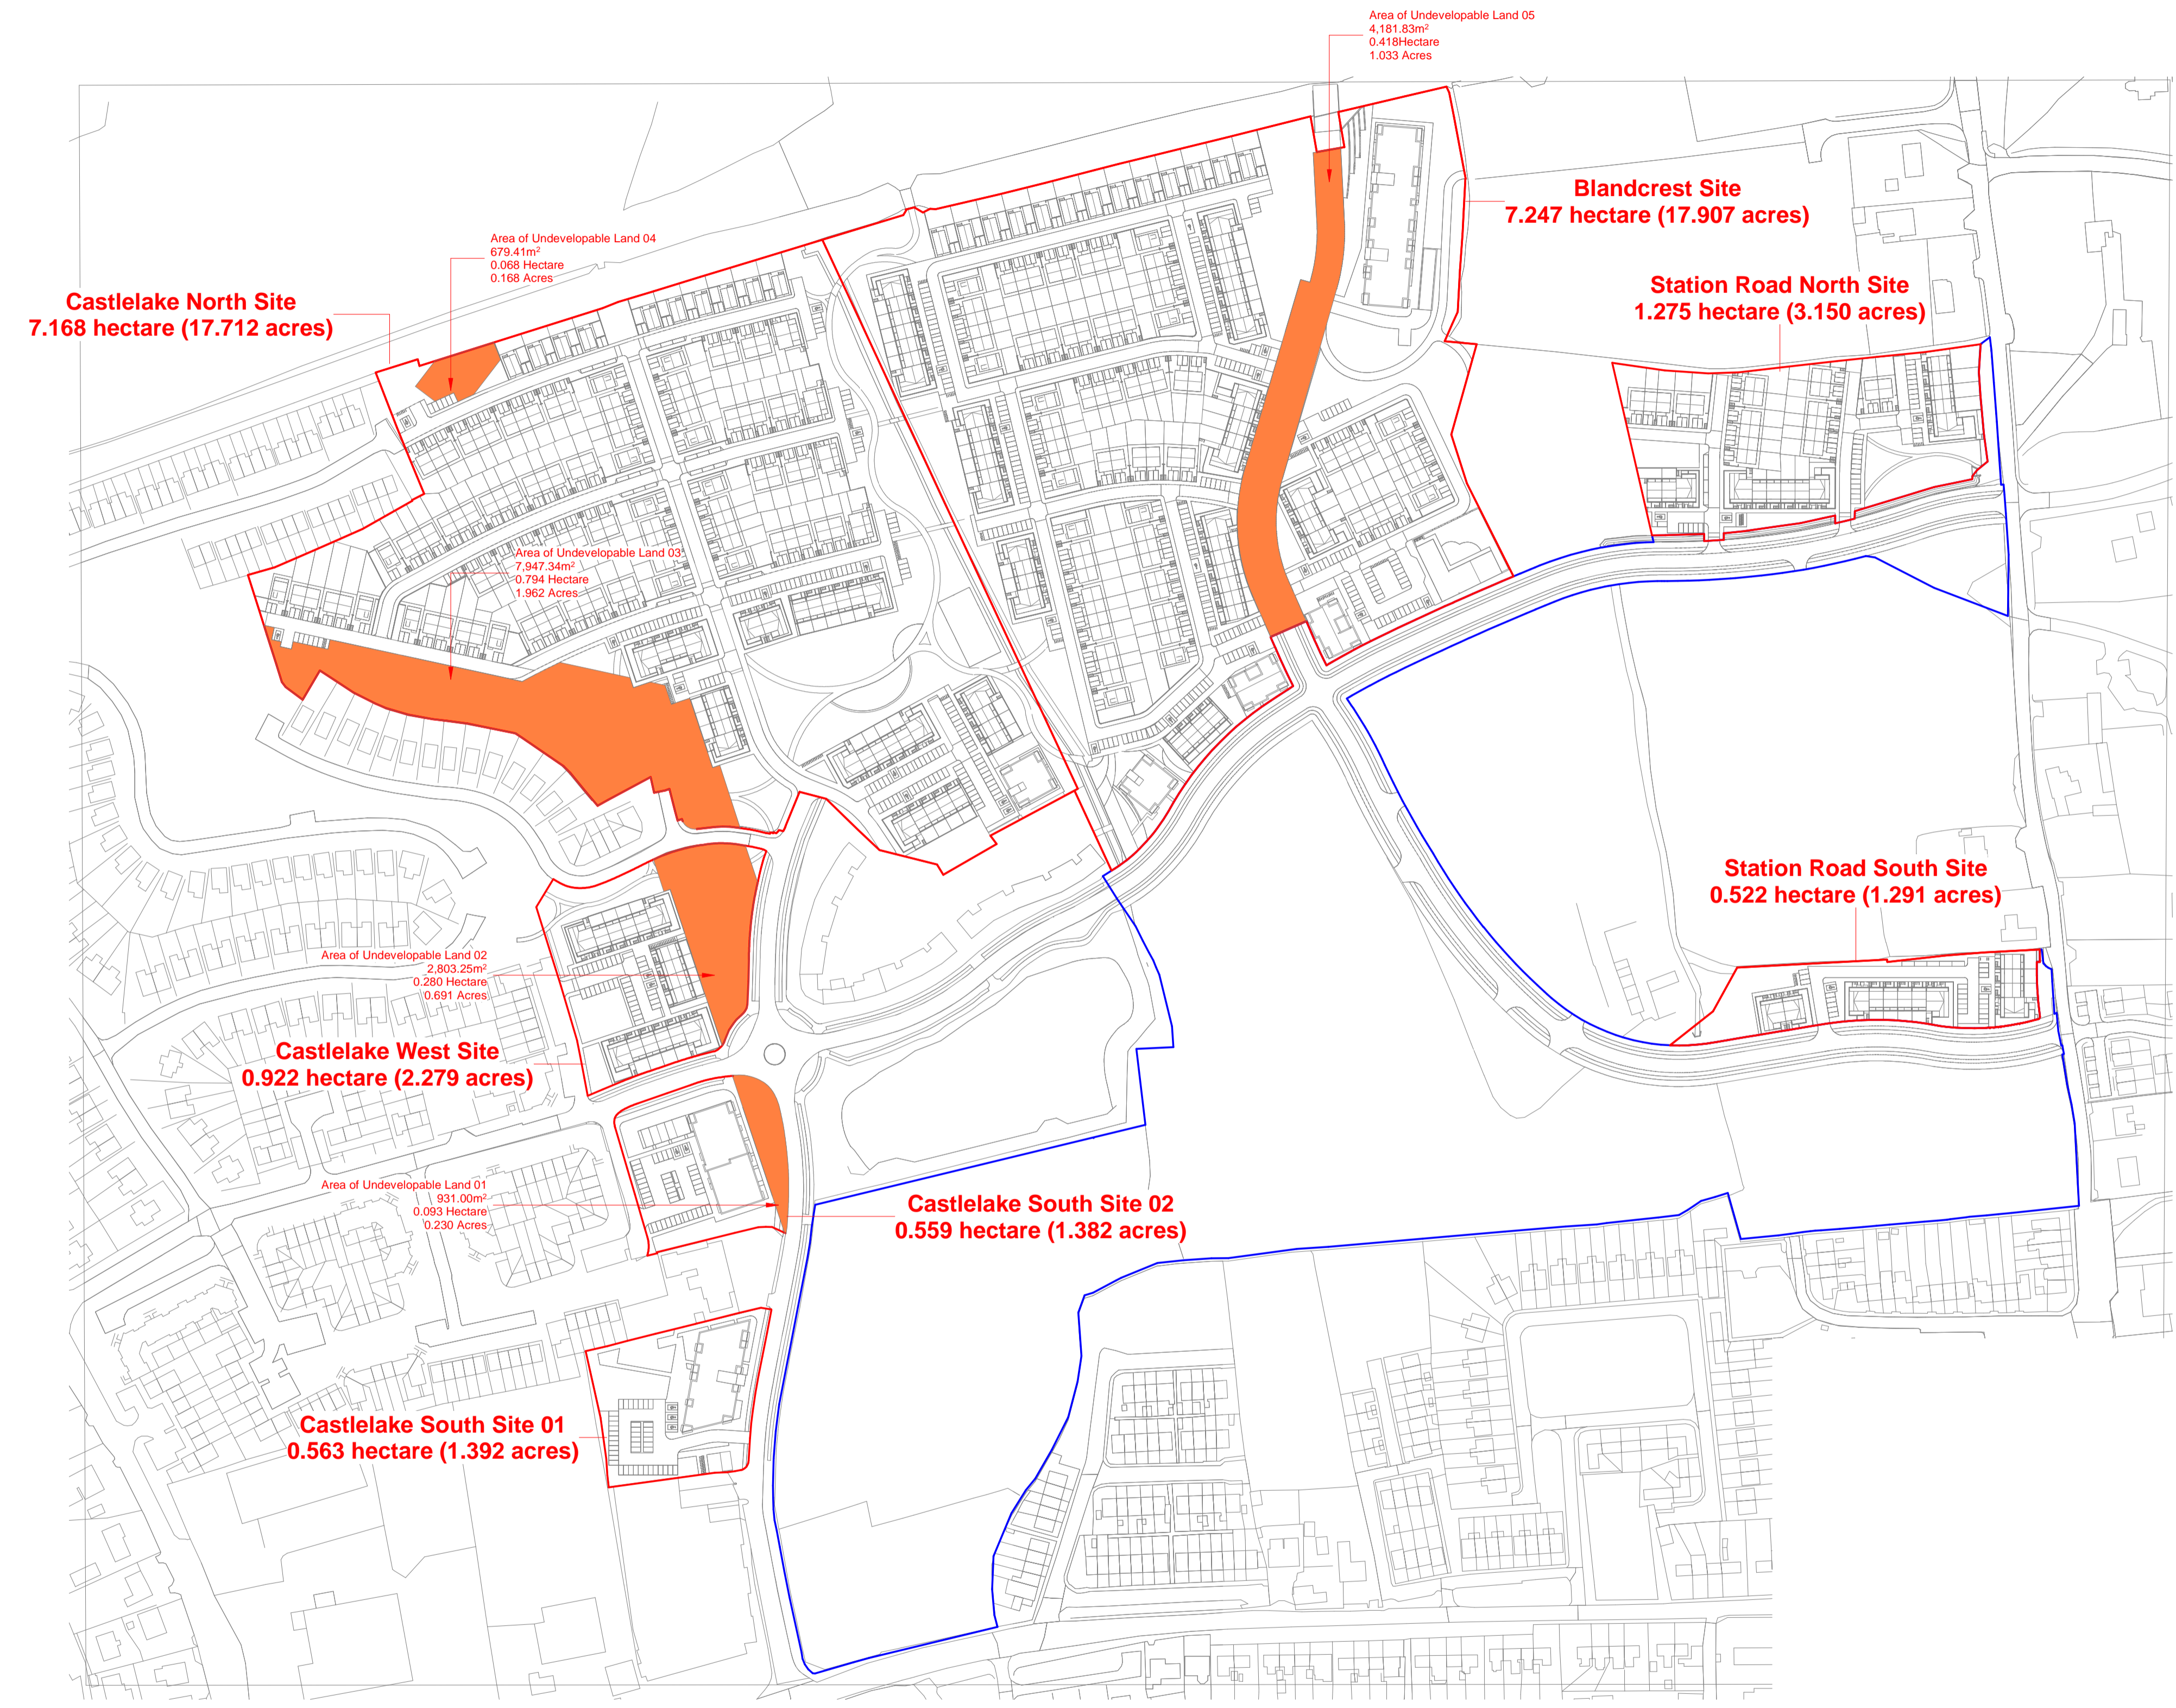 Area of Undevelopable Land 05
4,181.83m²
0.418Hectare
1.033 Acres
Blandcrest Site
7.247 hectare (17.907 acres)
Area of Undevelopable Land 04
679.41m²
0.068 Hectare
0.168 Acres
Station Road North Site
1.275 hectare (3.150 acres)
Castlelake North Site
7.168 hectare (17.712 acres)
Area of Undevelopable Land 03
7,947.34m²
0.794 Hectare
1.962 Acres
Station Road South Site
0.522 hectare (1.291 acres)
Area of Undevelopable Land 02
2,803.25m²
0.280 Hectare
0.691 Acres
Castlelake West Site
0.922 hectare (2.279 acres)
Area of Undevelopable Land 01
931.00m²
0.093 Hectare
0.230 Acres
Castlelake South Site 02
0.559 hectare (1.382 acres)
Castlelake South Site 01
0.563 hectare (1.392 acres)